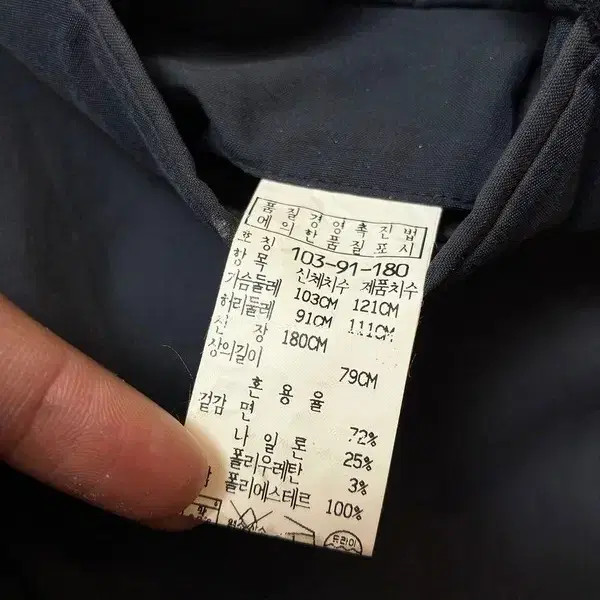 품질경영촉진법
에의한품질표시
호칭 103-91-180
항목 신체치수 제품치수
가슴둘레 103CM 121CM
허리둘레 91CM 111CM
신장 180CM
상의길이 79CM
혼용율
겉감 면 72%
나일론 25%
폴리우레탄 3%
폴리에스테르 100%
드라이